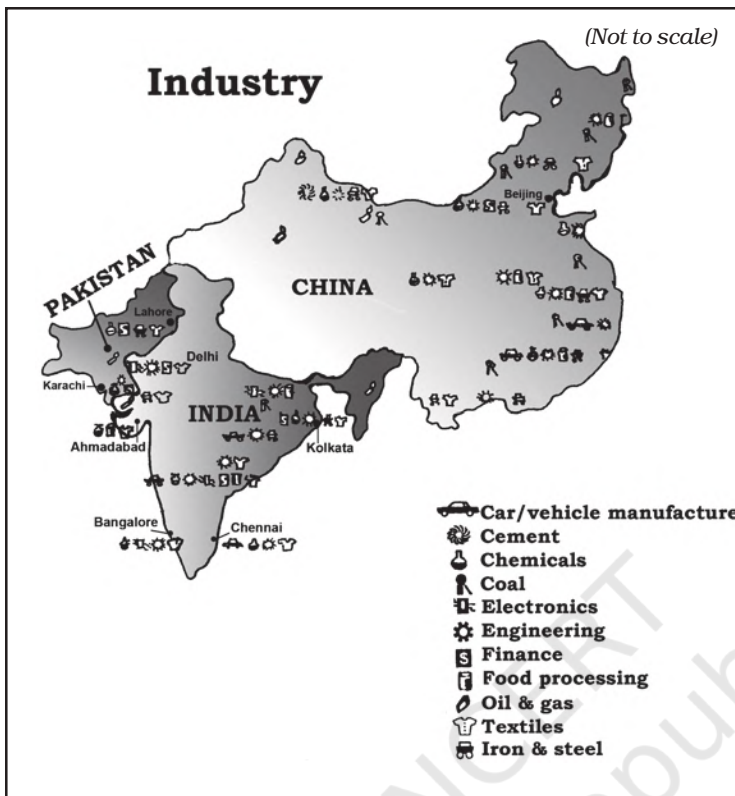 (Not to scale)
Industry
Beijing
PAKISTAN
CHINA
Lahore
Delhi
Karachi
INDIA
Kolkata
Ahmadabad
Bangalore
Chennai
Car/vehicle manufacture
Cement
Chemicals
Coal
Electronics
Engineering
Finance
Food processing
Oil & gas
Textiles
Iron & steel
NCERT